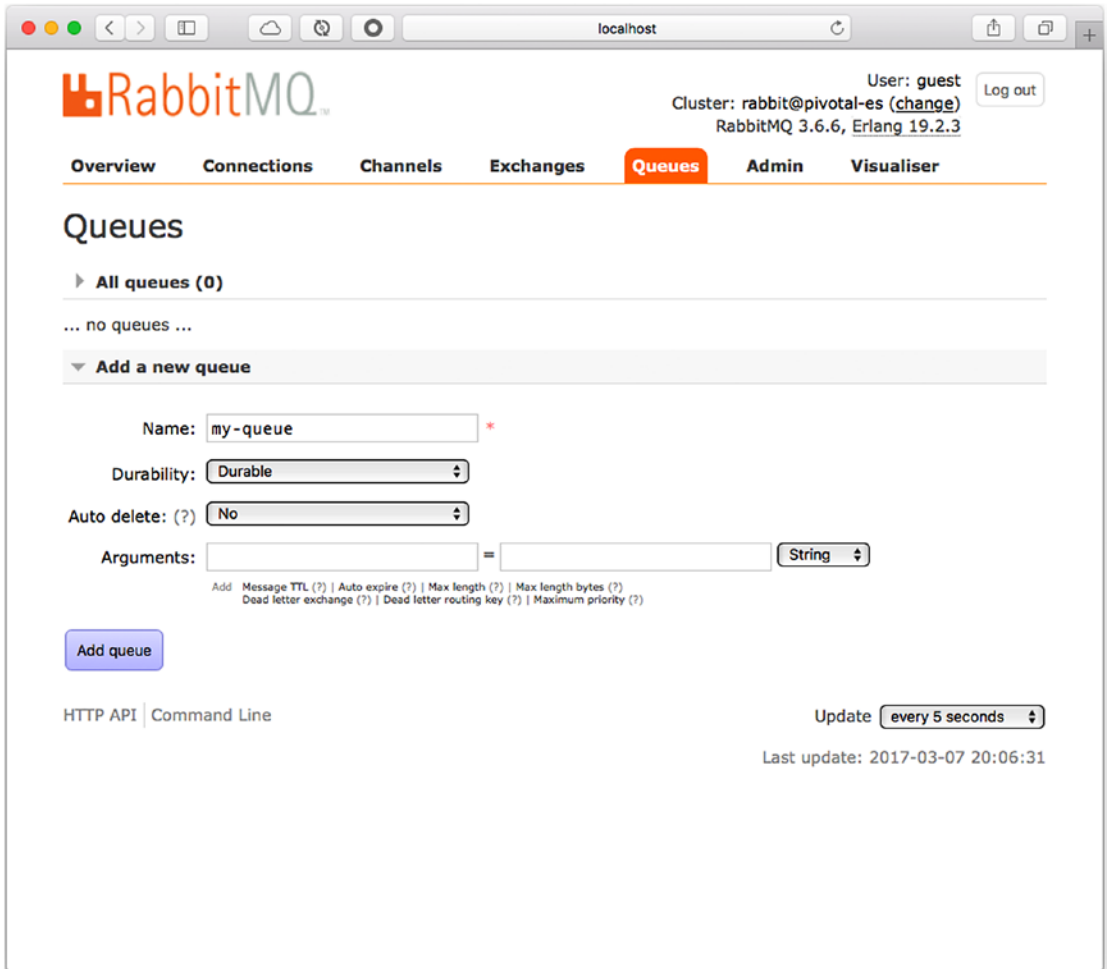 localhost
RabbitMQ™
User: guest
Log out
Cluster: rabbit@pivotal-es (change)
RabbitMQ 3.6.6, Erlang 19.2.3
Overview Connections Channels Exchanges Queues Admin Visualiser
Queues
All queues (0)
... no queues ...
Add a new queue
Name: my-queue *
Durability: Durable
Auto delete: (?) No
Arguments: = String
Add Message TTL (?) | Auto expire (?) | Max length (?) | Max length bytes (?)
Dead letter exchange (?) | Dead letter routing key (?) | Maximum priority (?)
Add queue
HTTP API | Command Line
Update every 5 seconds
Last update: 2017-03-07 20:06:31